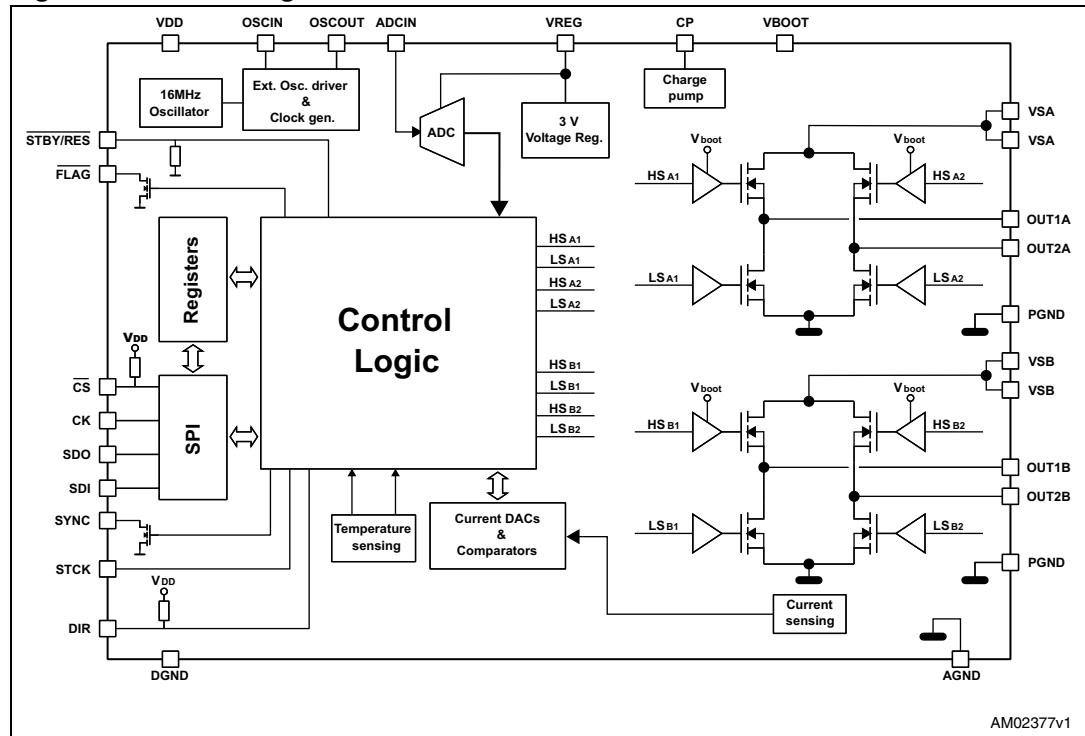 VDD OSCIN OSCOUT ADCIN VREG CP VBOOT
16MHz
Oscillator
Ext. Osc. driver
&
Clock gen.
ADC
3 V
Voltage Reg.
Charge
pump
STBY/RES
FLAG
Registers
VDD
CS
CK
SDO
SDI
SPI
SYNC
STCK
VDD
DIR
DGND
Control
Logic
HSA1
LSA1
HSA2
LSA2
HSB1
LSB1
HSB2
LSB2
Temperature
sensing
Current DACs
&
Comparators
Current
sensing
Vboot
Vboot
HSA1
HSA2
LSA1
LSA2
VSA
VSA
OUT1A
OUT2A
PGND
Vboot
Vboot
HSB1
HSB2
LSB1
LSB2
VSB
VSB
OUT1B
OUT2B
PGND
AGND
AM02377v1